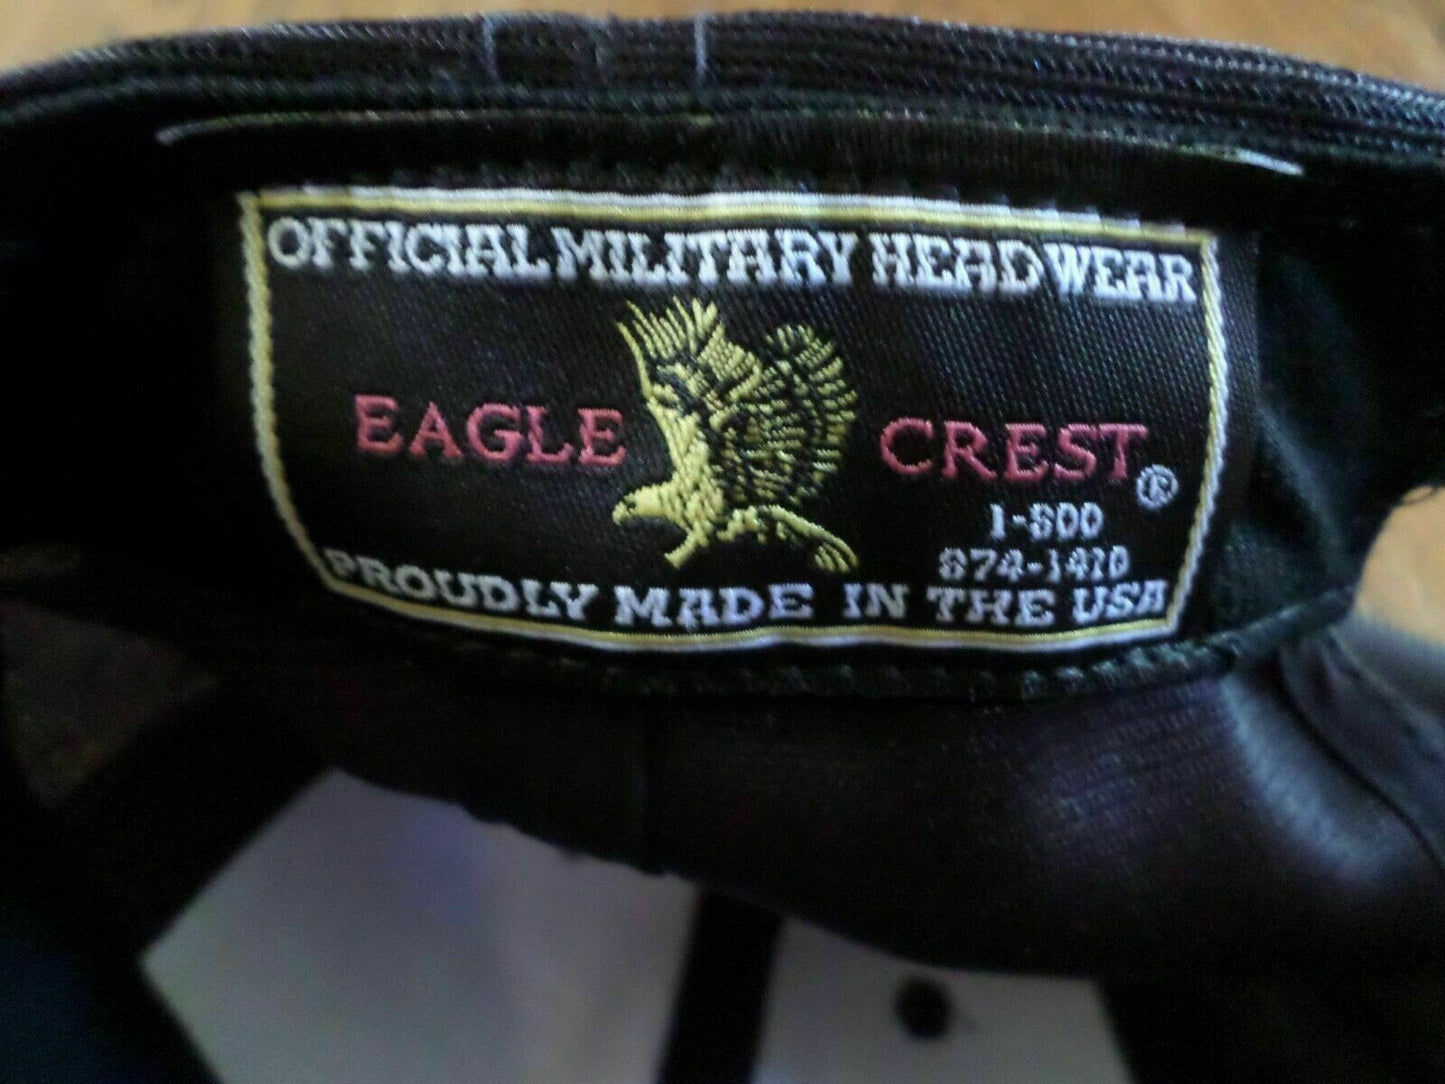 OFFICIAL MILITARY HEADWEAR
EAGLE CREST ®
1-800
874-1410
PROUDLY MADE IN THE USA